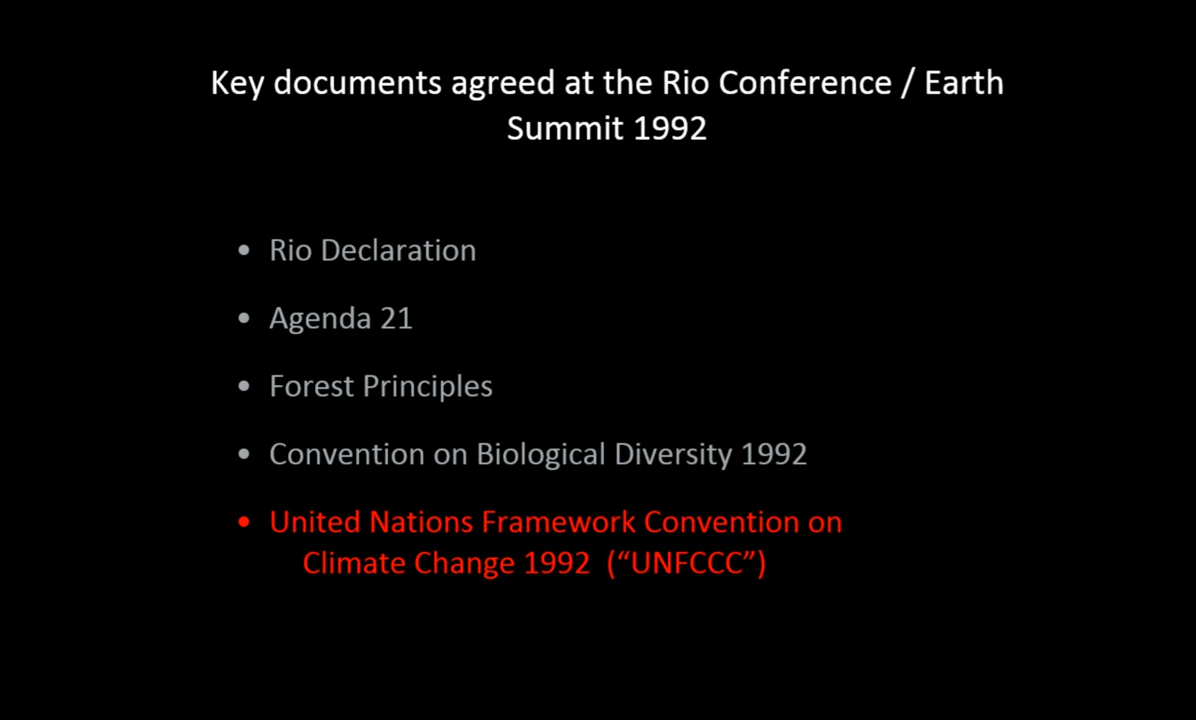 Key documents agreed at the Rio Conference / Earth
Summit 1992
• Rio Declaration
• Agenda 21
• Forest Principles
• Convention on Biological Diversity 1992
• United Nations Framework Convention on
Climate Change 1992 (“UNFCCC”)